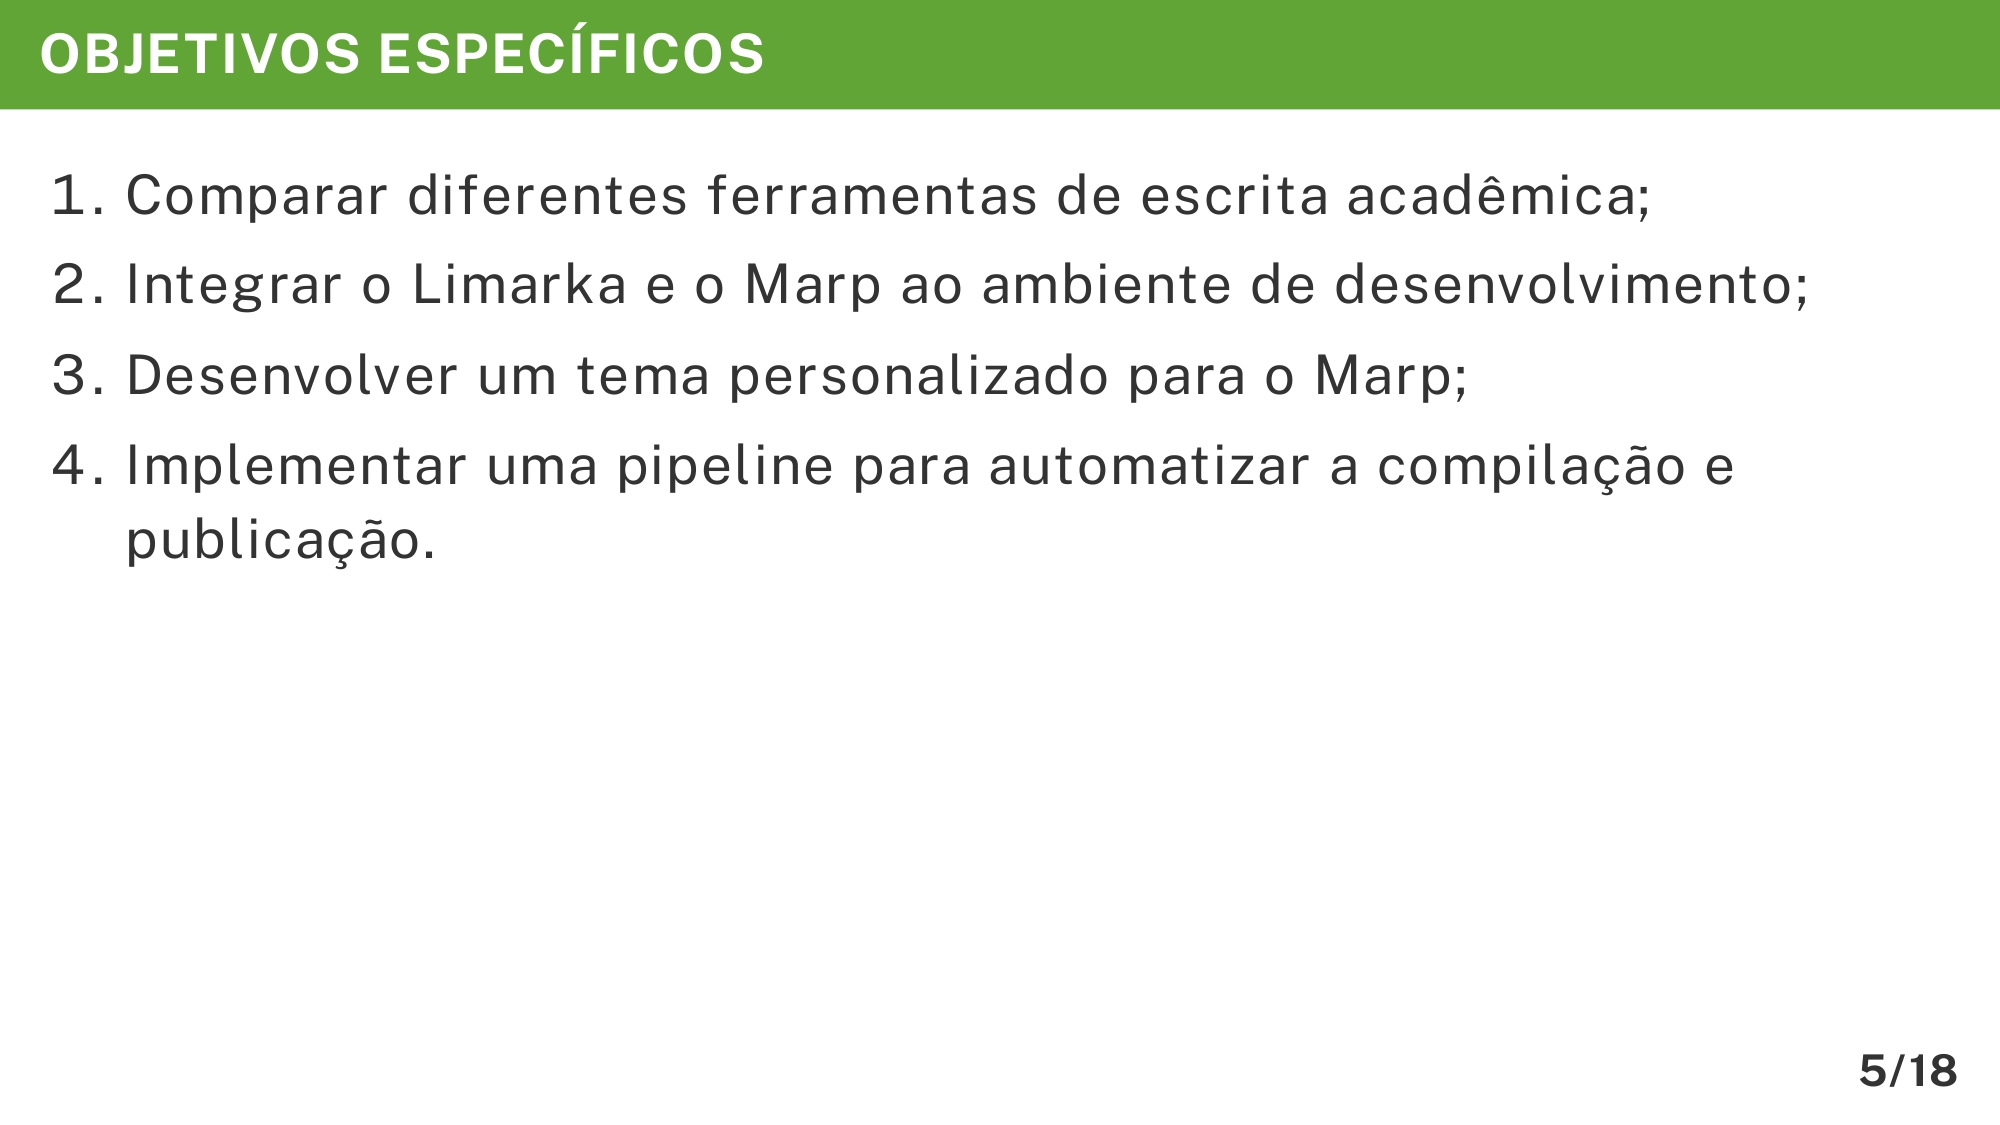 OBJETIVOS ESPECÍFICOS
1. Comparar diferentes ferramentas de escrita acadêmica;
2. Integrar o Limarka e o Marp ao ambiente de desenvolvimento;
3. Desenvolver um tema personalizado para o Marp;
4. Implementar uma pipeline para automatizar a compilação e
publicação.
5/18